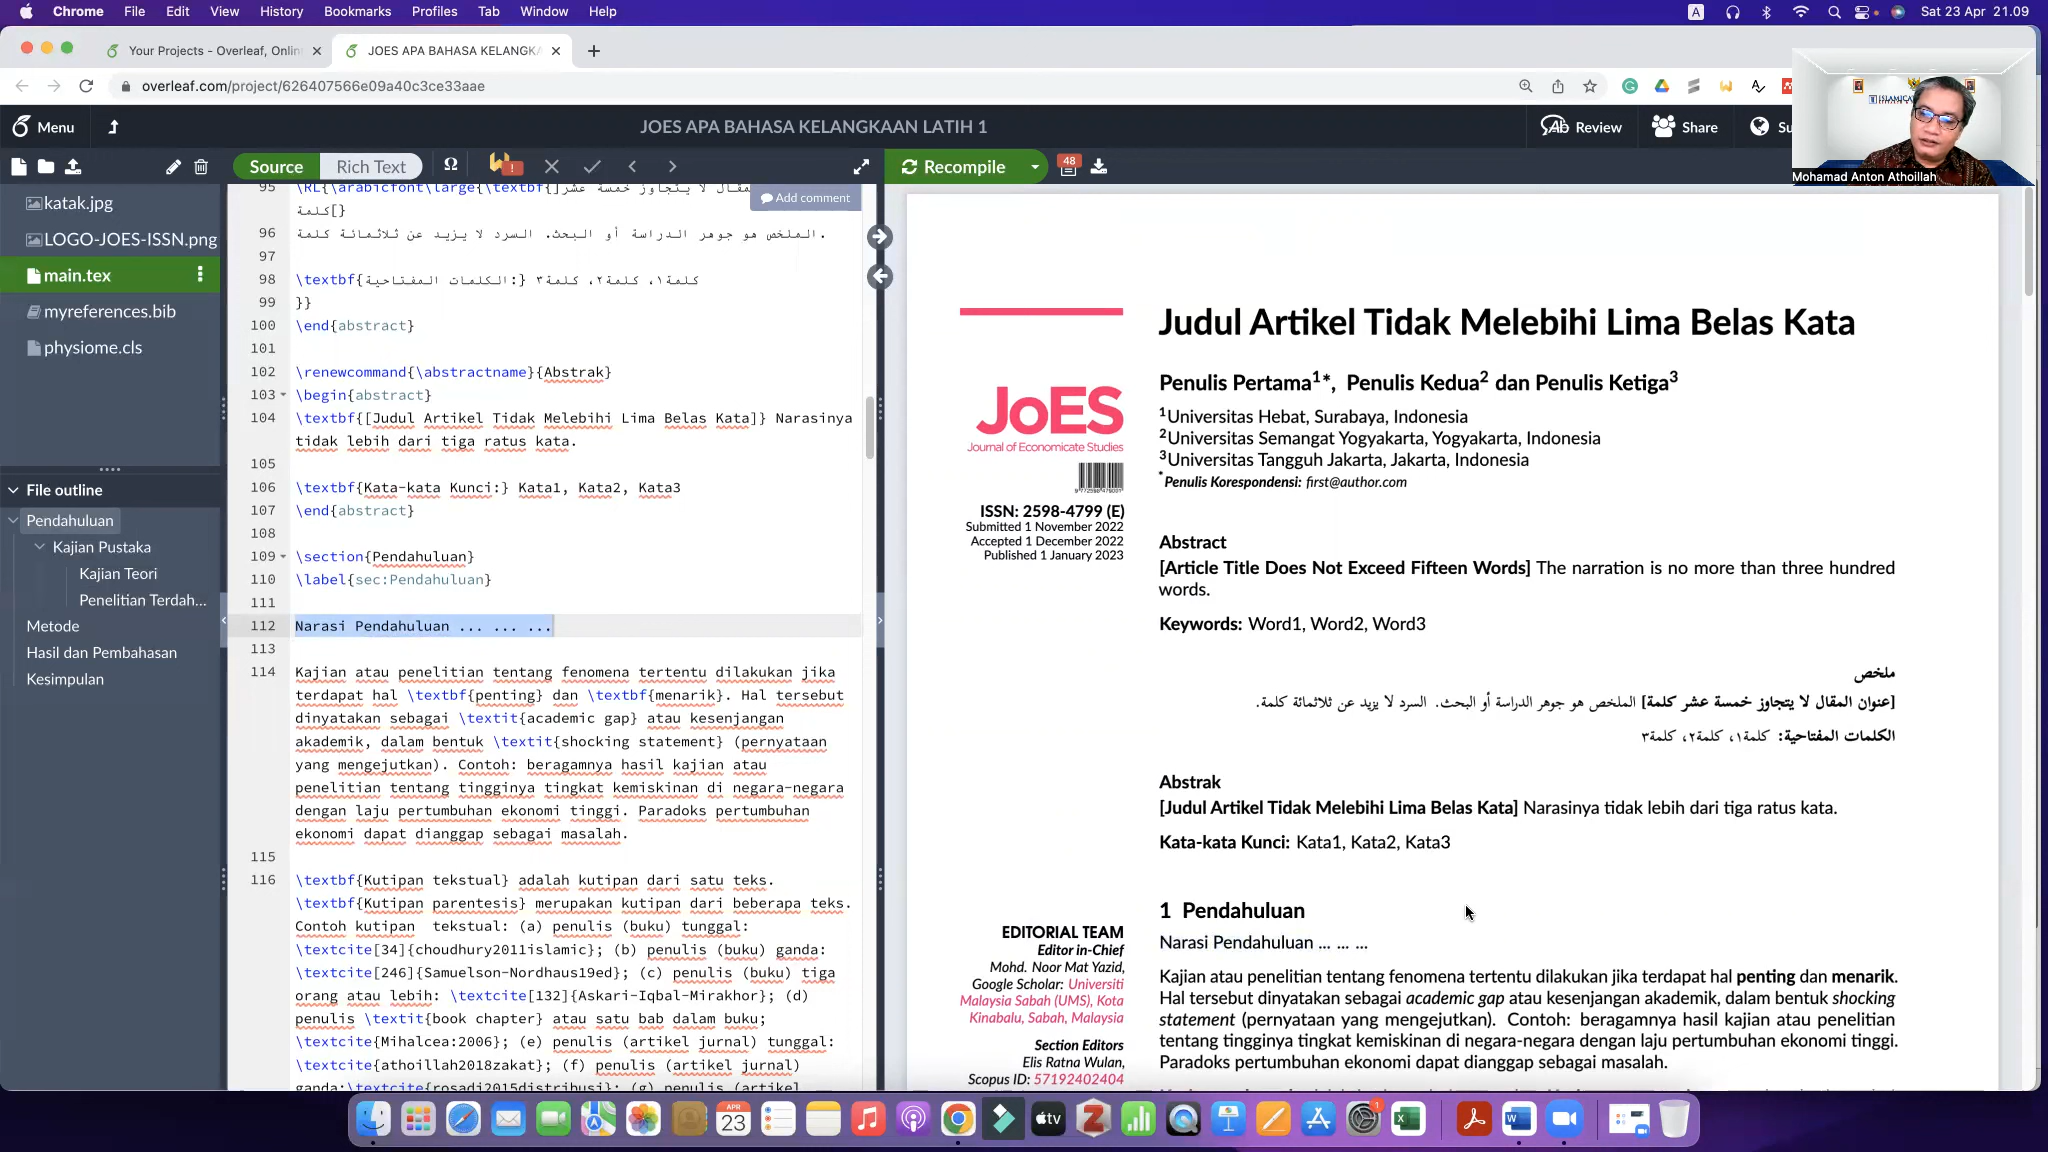 Chrome File Edit View History Bookmarks Profiles Tab Window Help
A
Sat 23 Apr 21.09
Your Projects - Overleaf, Onlin
JOES APA BAHASA KELANGKA
overleaf.com/project/626407566e09a40c3ce33aae
Mohamad Anton Athoillah
Menu
JOES APA BAHASA KELANGKAAN LATIH 1
Review
Share
Su
Source Rich Text
Ω
Recompile
48
Add comment
katak.jpg
LOGO-JOES-ISSN.png
main.tex
myreferences.bib
physiome.cls
File outline
Pendahuluan
Kajian Pustaka
Kajian Teori
Penelitian Terdah...
Metode
Hasil dan Pembahasan
Kesimpulan
95
كلمة[}
96 الملخص هو جوهر الدراسة أو البحث. السرد لا يزيد عن ثلاثمائة كلمة.
97
98 \textbf{الكلمات المفتاحية:} كلمة١، كلمة٢، كلمة٣
99 }}
100 \end{abstract}
101
102 \renewcommand{\abstractname}{Abstrak}
103 \begin{abstract}
104 \textbf{[Judul Artikel Tidak Melebihi Lima Belas Kata]} Narasinya
tidak lebih dari tiga ratus kata.
105
106 \textbf{Kata-kata Kunci:} Kata1, Kata2, Kata3
107 \end{abstract}
108
109 \section{Pendahuluan}
110 \label{sec:Pendahuluan}
111
112 Narasi Pendahuluan ... ... ...
113
114 Kajian atau penelitian tentang fenomena tertentu dilakukan jika
terdapat hal \textbf{penting} dan \textbf{menarik}. Hal tersebut
dinyatakan sebagai \textit{academic gap} atau kesenjangan
akademik, dalam bentuk \textit{shocking statement} (pernyataan
yang mengejutkan). Contoh: beragamnya hasil kajian atau
penelitian tentang tingginya tingkat kemiskinan di negara-negara
dengan laju pertumbuhan ekonomi tinggi. Paradoks pertumbuhan
ekonomi dapat dianggap sebagai masalah.
115
116 \textbf{Kutipan tekstual} adalah kutipan dari satu teks.
\textbf{Kutipan parentesis} merupakan kutipan dari beberapa teks.
Contoh kutipan tekstual: (a) penulis (buku) tunggal:
\textcite[34]{choudhury2011islamic}; (b) penulis (buku) ganda:
\textcite[246]{Samuelson-Nordhaus19ed}; (c) penulis (buku) tiga
orang atau lebih: \textcite[132]{Askari-Iqbal-Mirakhor}; (d)
penulis \textit{book chapter} atau satu bab dalam buku;
\textcite{Mihalcea:2006}; (e) penulis (artikel jurnal) tunggal:
\textcite{athoillah2018zakat}; (f) penulis (artikel jurnal)
ganda:\textcite{rosadi2015distribusi}; (g) penulis (artikel
Judul Artikel Tidak Melebihi Lima Belas Kata
Penulis Pertama1*, Penulis Kedua2 dan Penulis Ketiga3
1Universitas Hebat, Surabaya, Indonesia
2Universitas Semangat Yogyakarta, Yogyakarta, Indonesia
3Universitas Tangguh Jakarta, Jakarta, Indonesia
*Penulis Korespondensi: first@author.com
JoES
Journal of Economicate Studies
ISSN: 2598-4799 (E)
Submitted 1 November 2022
Accepted 1 December 2022
Published 1 January 2023
Abstract
[Article Title Does Not Exceed Fifteen Words] The narration is no more than three hundred
words.
Keywords: Word1, Word2, Word3
ملخص
[عنوان المقال لا يتجاوز خمسة عشر كلمة] الملخص هو جوهر الدراسة أو البحث. السرد لا يزيد عن ثلاثمائة كلمة.
الكلمات المفتاحية: كلمة١، كلمة٢، كلمة٣
Abstrak
[Judul Artikel Tidak Melebihi Lima Belas Kata] Narasinya tidak lebih dari tiga ratus kata.
Kata-kata Kunci: Kata1, Kata2, Kata3
1 Pendahuluan
Narasi Pendahuluan ... ... ...
Kajian atau penelitian tentang fenomena tertentu dilakukan jika terdapat hal penting dan menarik.
Hal tersebut dinyatakan sebagai academic gap atau kesenjangan akademik, dalam bentuk shocking
statement (pernyataan yang mengejutkan). Contoh: beragamnya hasil kajian atau penelitian
tentang tingginya tingkat kemiskinan di negara-negara dengan laju pertumbuhan ekonomi tinggi.
Paradoks pertumbuhan ekonomi dapat dianggap sebagai masalah.
EDITORIAL TEAM
Editor in-Chief
Mohd. Noor Mat Yazid,
Google Scholar: Universiti
Malaysia Sabah (UMS), Kota
Kinabalu, Sabah, Malaysia
Section Editors
Elis Ratna Wulan,
Scopus ID: 57192402404
APR
23
tv
1